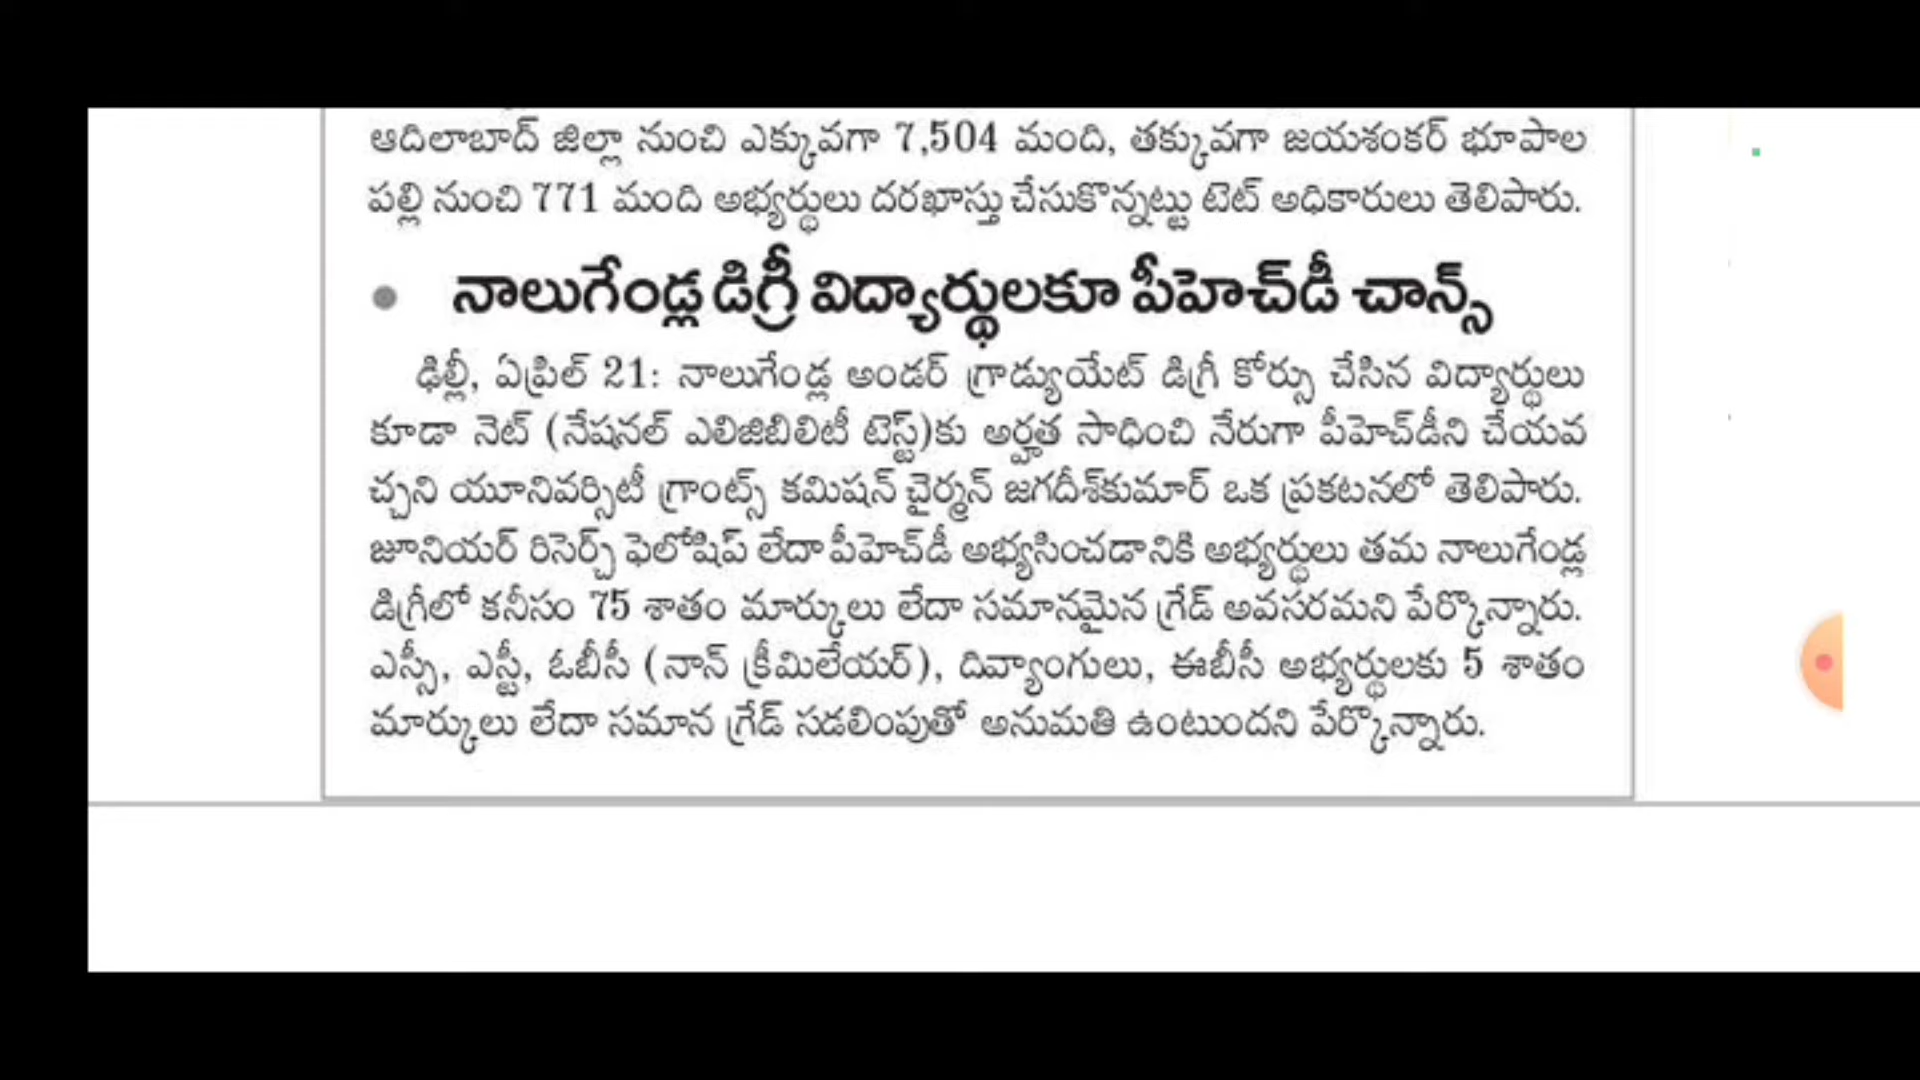 ఆదిలాబాద్ జిల్లా నుంచి ఎక్కువగా 7,504 మంది, తక్కువగా జయశంకర్ భూపాల
పల్లి నుంచి 771 మంది అభ్యర్థులు దరఖాస్తు చేసుకొన్నట్టు టెట్ అధికారులు తెలిపారు.
• నాలుగేండ్ల డిగ్రీ విద్యార్థులకూ పీహెచ్‌డీ చాన్స్
ఢిల్లీ, ఏప్రిల్ 21: నాలుగేండ్ల అండర్ గ్రాడ్యుయేట్ డిగ్రీ కోర్సు చేసిన విద్యార్థులు
కూడా నెట్ (నేషనల్ ఎలిజిబిలిటీ టెస్ట్)కు అర్హత సాధించి నేరుగా పీహెచ్‌డీని చేయవ
చ్చని యూనివర్సిటీ గ్రాంట్స్ కమిషన్ చైర్మన్ జగదీశ్‌కుమార్ ఒక ప్రకటనలో తెలిపారు.
జూనియర్ రిసెర్చ్ ఫెలోషిప్ లేదా పీహెచ్‌డీ అభ్యసించడానికి అభ్యర్థులు తమ నాలుగేండ్ల
డిగ్రీలో కనీసం 75 శాతం మార్కులు లేదా సమానమైన గ్రేడ్ అవసరమని పేర్కొన్నారు.
ఎస్సీ, ఎస్టీ, ఓబీసీ (నాన్ క్రీమిలేయర్), దివ్యాంగులు, ఈబీసీ అభ్యర్థులకు 5 శాతం
మార్కులు లేదా సమాన గ్రేడ్ సడలింపుతో అనుమతి ఉంటుందని పేర్కొన్నారు.